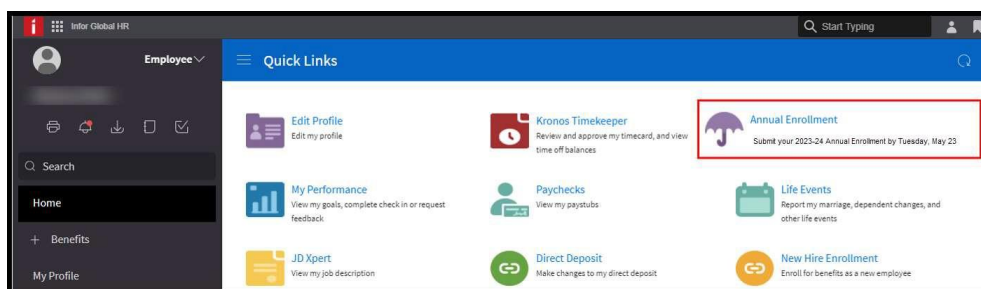 Infor Global HR
Start Typing
Employee
Quick Links
Search
Home
+ Benefits
My Profile
Edit Profile
Edit my profile
Kronos Timekeeper
Review and approve my timecard, and view
time off balances
Annual Enrollment
Submit your 2023-24 Annual Enrollment by Tuesday, May 23
My Performance
View my goals, complete check in or request
feedback
Paychecks
View my paystubs
Life Events
Report my marriage, dependent changes, and
other life events
JD Xpert
View my job description
Direct Deposit
Make changes to my direct deposit
New Hire Enrollment
Enroll for benefits as a new employee